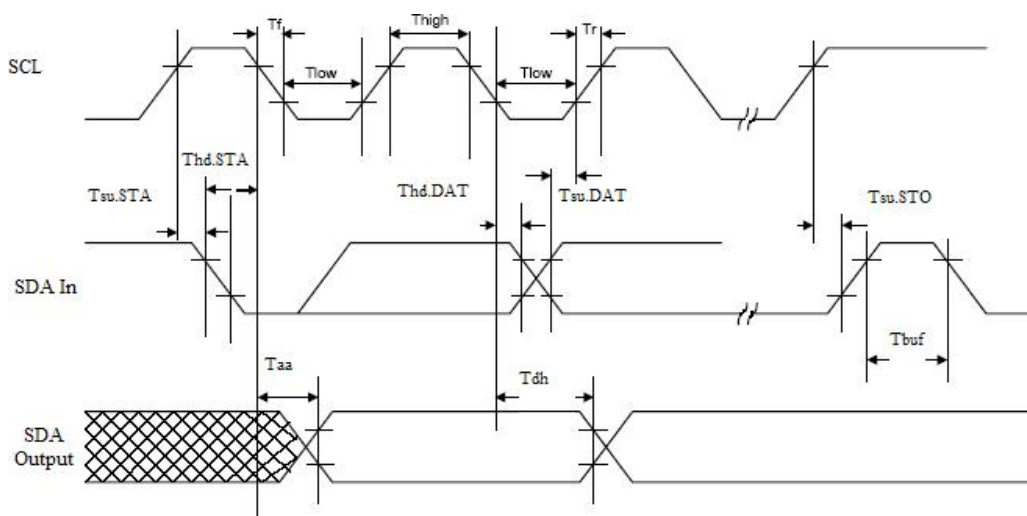 Tf
Thigh
Tr
SCL
Tlow
Tlow
Thd.STA
Tsu.STA
Thd.DAT
Tsu.DAT
Tsu.STO
SDA In
Tbuf
Taa
Tdh
SDA
Output